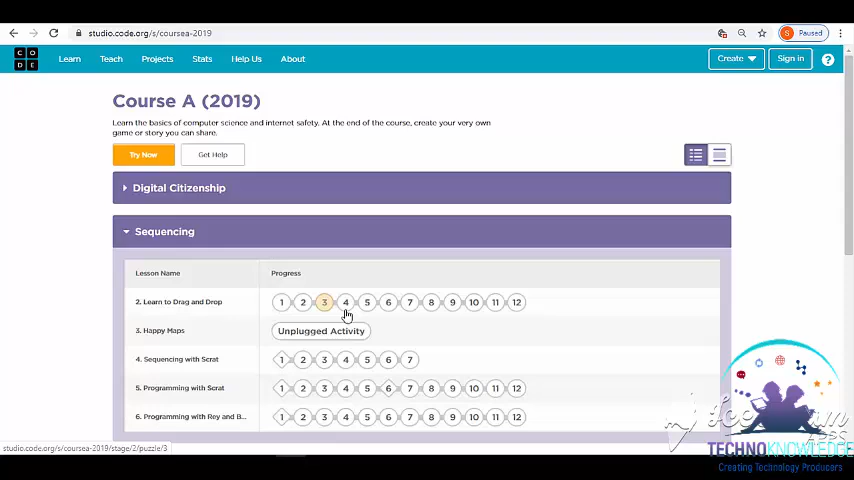 studio.code.org/s/coursea-2019
S Paused
C O
D E
Learn Teach Projects Stats Help Us About Create Sign in ?
Course A (2019)
Learn the basics of computer science and internet safety. At the end of the course, create your very own
game or story you can share.
Try Now Get Help
Digital Citizenship
Sequencing
Lesson Name Progress
2. Learn to Drag and Drop 1 2 3 4 5 6 7 8 9 10 11 12
3. Happy Maps Unplugged Activity
4. Sequencing with Scrat 1 2 3 4 5 6 7
5. Programming with Scrat 1 2 3 4 5 6 7 8 9 10 11 12
6. Programming with Rey and B... 1 2 3 4 5 6 7 8 9 10 11 12
studio.code.org/s/coursea-2019/stage/2/puzzle/3
TECHNOKNOWLEDGE
Creating Technology Producers